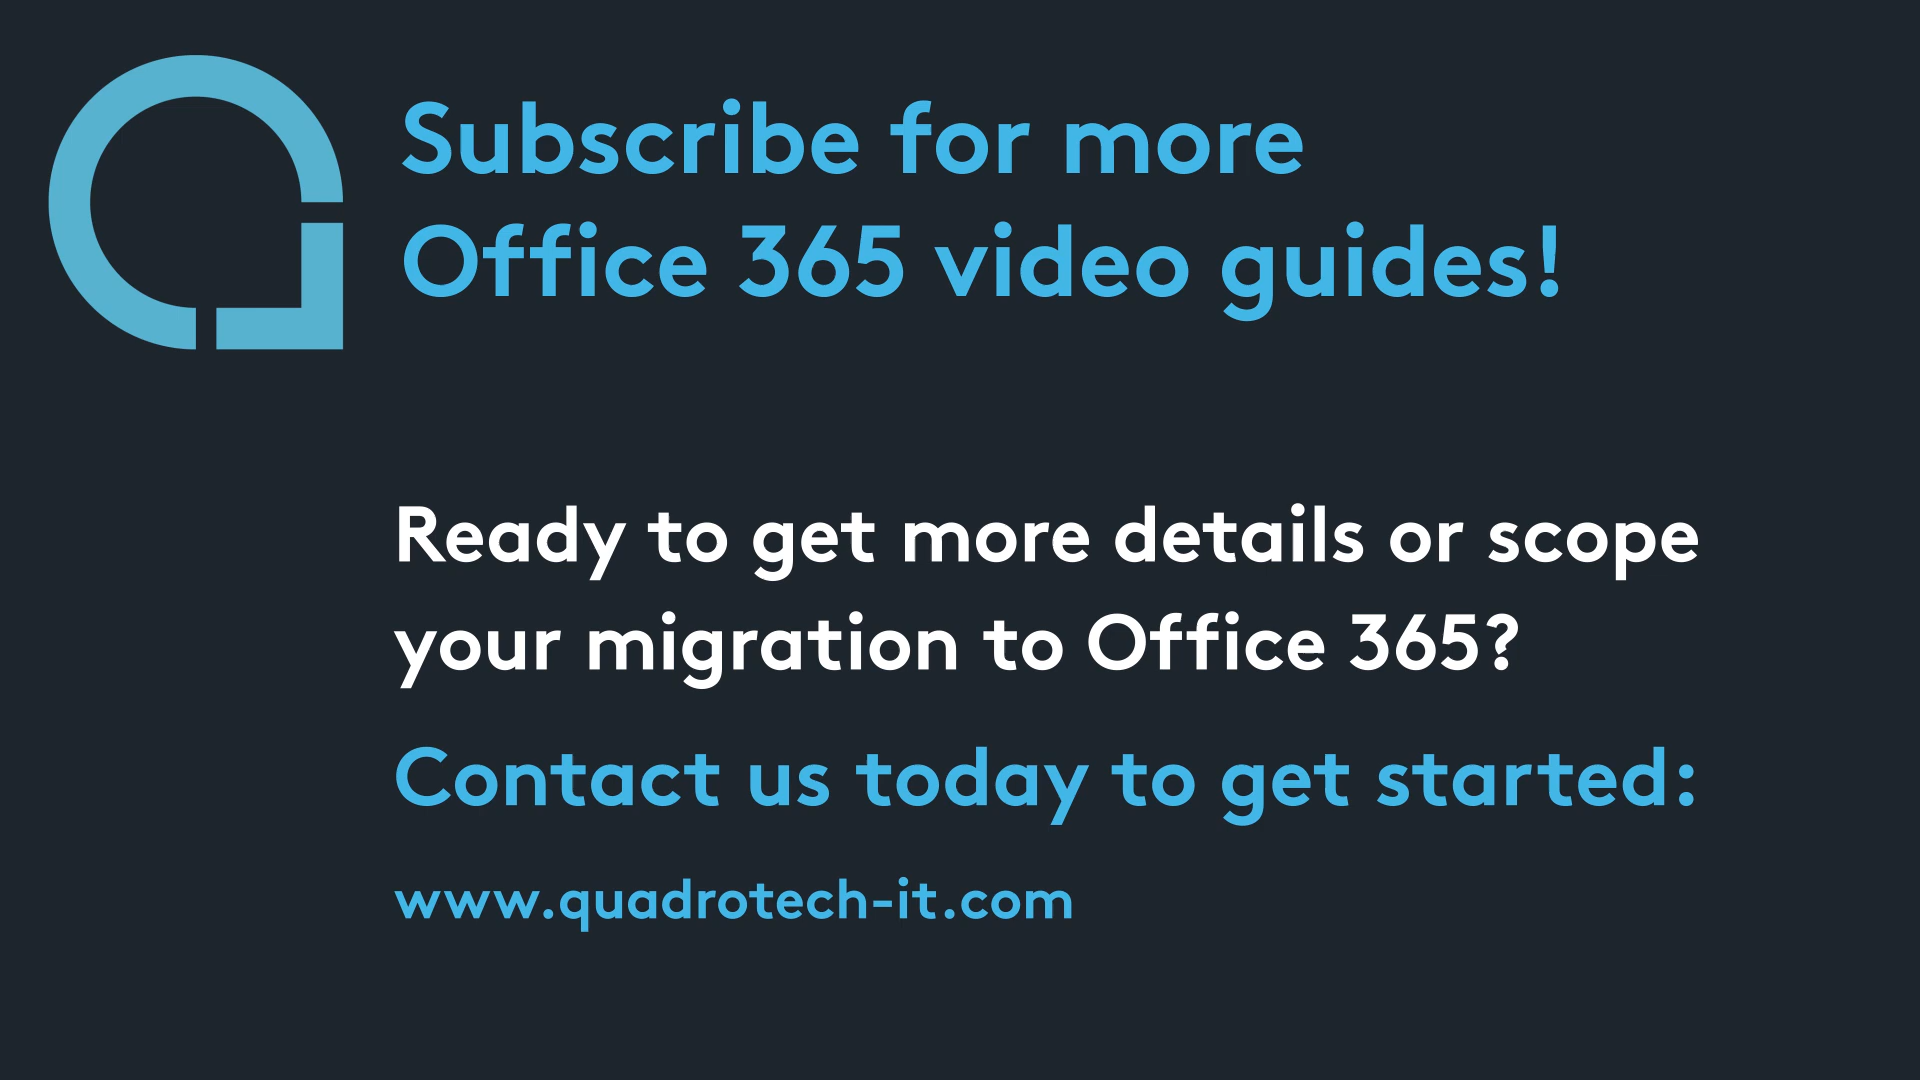 Subscribe for more
Office 365 video guides!
Ready to get more details or scope
your migration to Office 365?
Contact us today to get started:
www.quadrotech-it.com